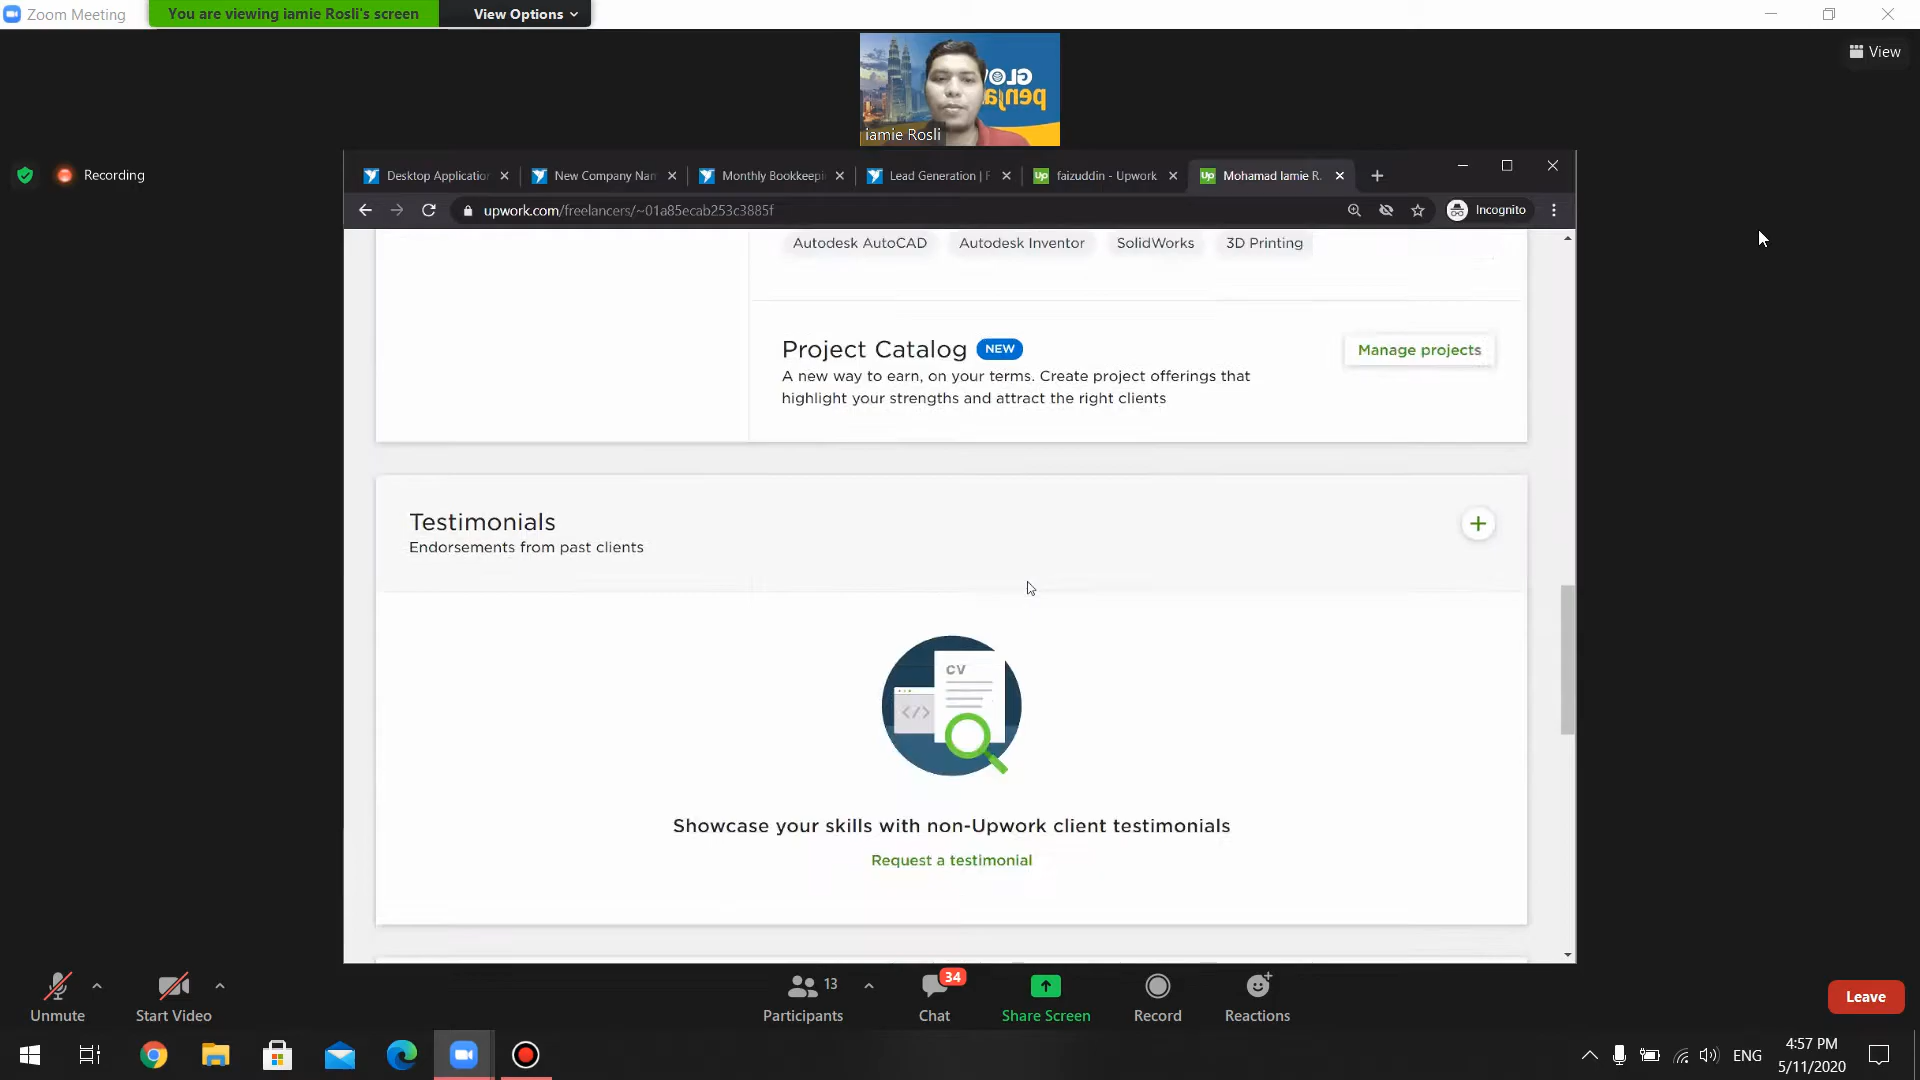 Zoom Meeting
You are viewing iamie Rosli's screen
View Options
View
GLO
penja
iamie Rosli
Recording
Desktop Applicatio
New Company Nan
Monthly Bookkeepi
Lead Generation | F
faizuddin - Upwork
Mohamad Iamie R.
upwork.com/freelancers/~01a85ecab253c3885f
Incognito
Autodesk AutoCAD
Autodesk Inventor
SolidWorks
3D Printing
Project Catalog NEW
Manage projects
A new way to earn, on your terms. Create project offerings that
highlight your strengths and attract the right clients
Testimonials
Endorsements from past clients
CV
</>
Showcase your skills with non-Upwork client testimonials
Request a testimonial
Unmute
Start Video
13
Participants
34
Chat
Share Screen
Record
Reactions
Leave
ENG
4:57 PM
5/11/2020